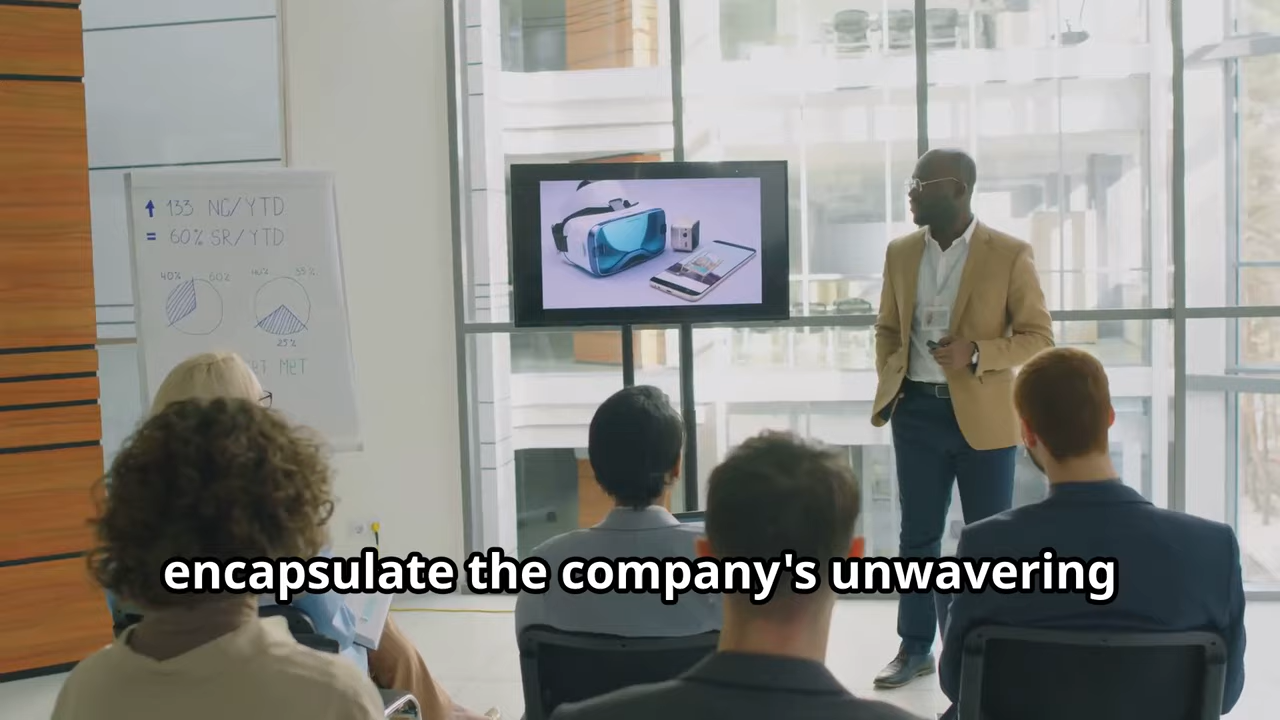 ↑ 133 NC/YTD
= 60% SR/YTD
40% 60%
25%
MET
encapsulate the company's unwavering